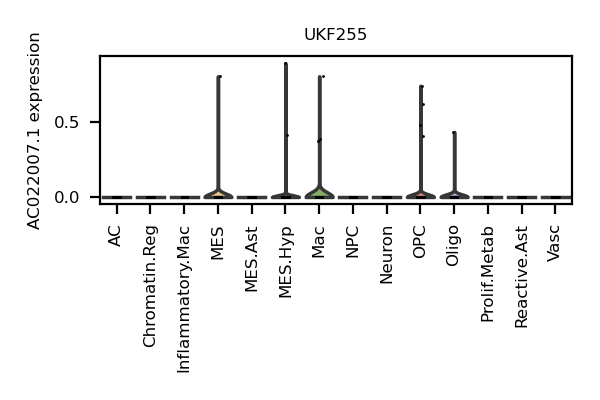 UKF255
AC022007.1 expression
0.5
0.0
AC
Chromatin.Reg
Inflammatory.Mac
MES
MES.Ast
MES.Hyp
Mac
NPC
Neuron
OPC
Oligo
Prolif.Metab
Reactive.Ast
Vasc